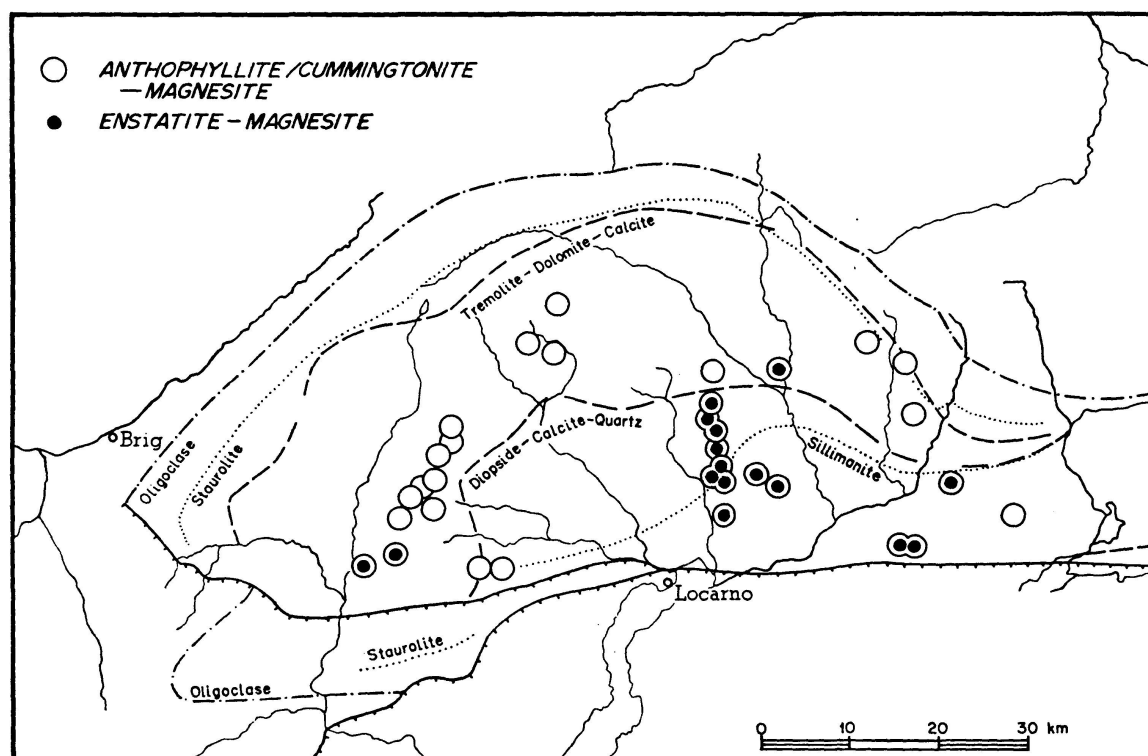 ANTHOPHYLLITE/CUMMINGTONITE
— MAGNESITE
ENSTATITE – MAGNESITE
Tremolite-Dolomite-Calcite
Brig
Oligoclase
Staurolite
Diopside-Calcite-Quartz
Sillimanite
Locarno
Staurolite
Oligoclase
0 10 20 30 km